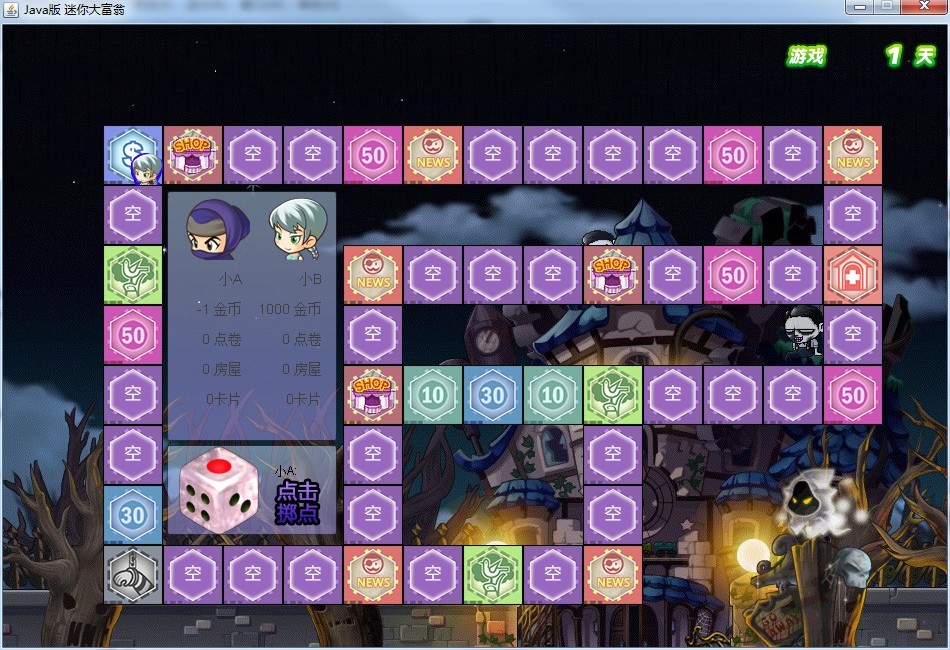 Java版 迷你大富翁
游戏 1 天
$ SHOP 空 空 50 NEWS 空 空 空 空 50 空 NEWS
空 空
小A 小B
-1 金币 1000 金币
0 点卷 0 点卷
0 房屋 0 房屋
0卡片 0卡片
NEWS 空 空 空 SHOP 空 50 空
50 空 空
空 SHOP 10 30 10 空 空 空 50
空 空 空
小A:
点击
掷点
30 空 空
空 空 空 NEWS 空 空 NEWS